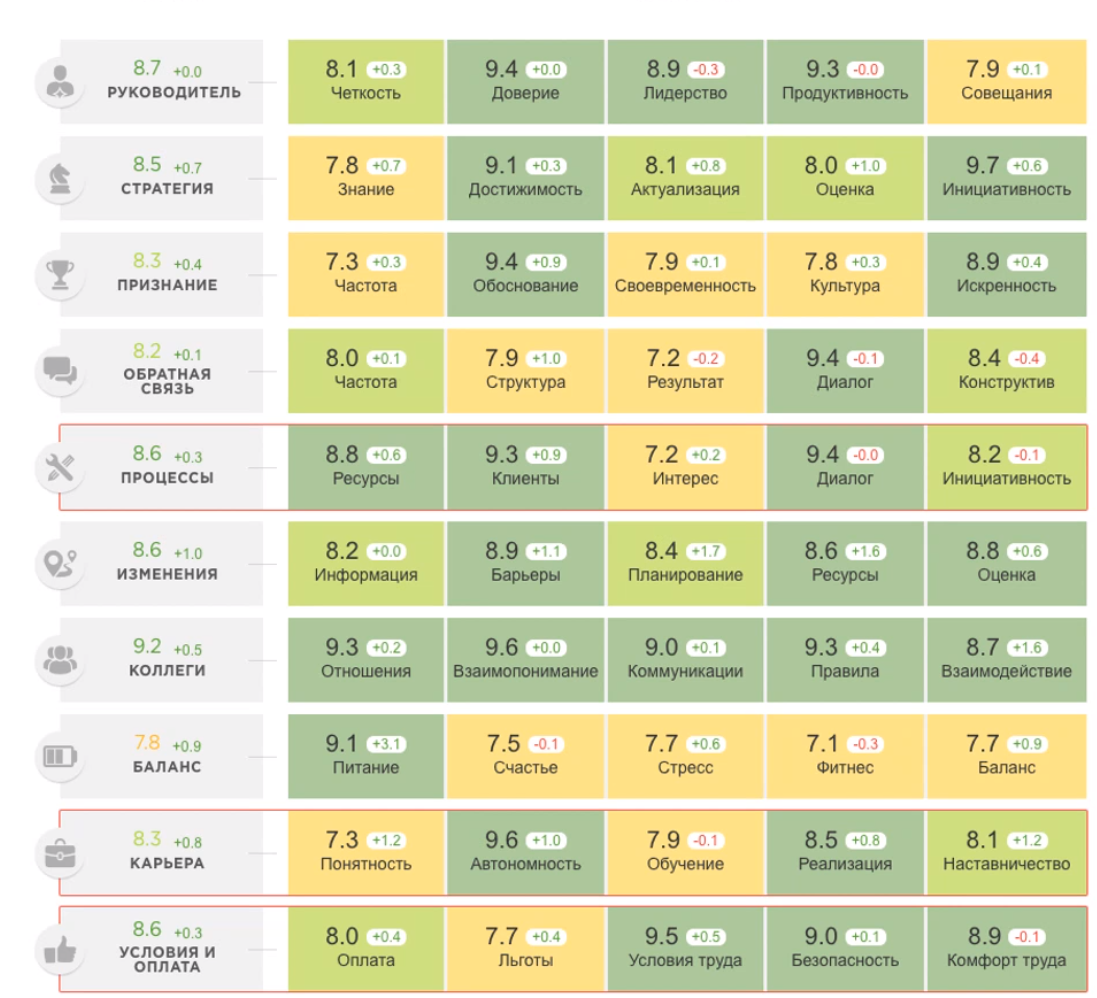 8.7 +0.0
РУКОВОДИТЕЛЬ
8.1 +0.3
Четкость
9.4 +0.0
Доверие
8.9 -0.3
Лидерство
9.3 -0.0
Продуктивность
7.9 +0.1
Совещания
8.5 +0.7
СТРАТЕГИЯ
7.8 +0.7
Знание
9.1 +0.3
Достижимость
8.1 +0.8
Актуализация
8.0 +1.0
Оценка
9.7 +0.6
Инициативность
8.3 +0.4
ПРИЗНАНИЕ
7.3 +0.3
Частота
9.4 +0.9
Обоснование
7.9 +0.1
Своевременность
7.8 +0.3
Культура
8.9 +0.4
Искренность
8.2 +0.1
ОБРАТНАЯ
СВЯЗЬ
8.0 +0.1
Частота
7.9 +1.0
Структура
7.2 -0.2
Результат
9.4 -0.1
Диалог
8.4 -0.4
Конструктив
8.6 +0.3
ПРОЦЕССЫ
8.8 +0.6
Ресурсы
9.3 +0.9
Клиенты
7.2 +0.2
Интерес
9.4 -0.0
Диалог
8.2 -0.1
Инициативность
8.6 +1.0
ИЗМЕНЕНИЯ
8.2 +0.0
Информация
8.9 +1.1
Барьеры
8.4 +1.7
Планирование
8.6 +1.6
Ресурсы
8.8 +0.6
Оценка
9.2 +0.5
КОЛЛЕГИ
9.3 +0.2
Отношения
9.6 +0.0
Взаимопонимание
9.0 +0.1
Коммуникации
9.3 +0.4
Правила
8.7 +1.6
Взаимодействие
7.8 +0.9
БАЛАНС
9.1 +3.1
Питание
7.5 -0.1
Счастье
7.7 +0.6
Стресс
7.1 -0.3
Фитнес
7.7 +0.9
Баланс
8.3 +0.8
КАРЬЕРА
7.3 +1.2
Понятность
9.6 +1.0
Автономность
7.9 -0.1
Обучение
8.5 +0.8
Реализация
8.1 +1.2
Наставничество
8.6 +0.3
УСЛОВИЯ И
ОПЛАТА
8.0 +0.4
Оплата
7.7 +0.4
Льготы
9.5 +0.5
Условия труда
9.0 +0.1
Безопасность
8.9 -0.1
Комфорт труда